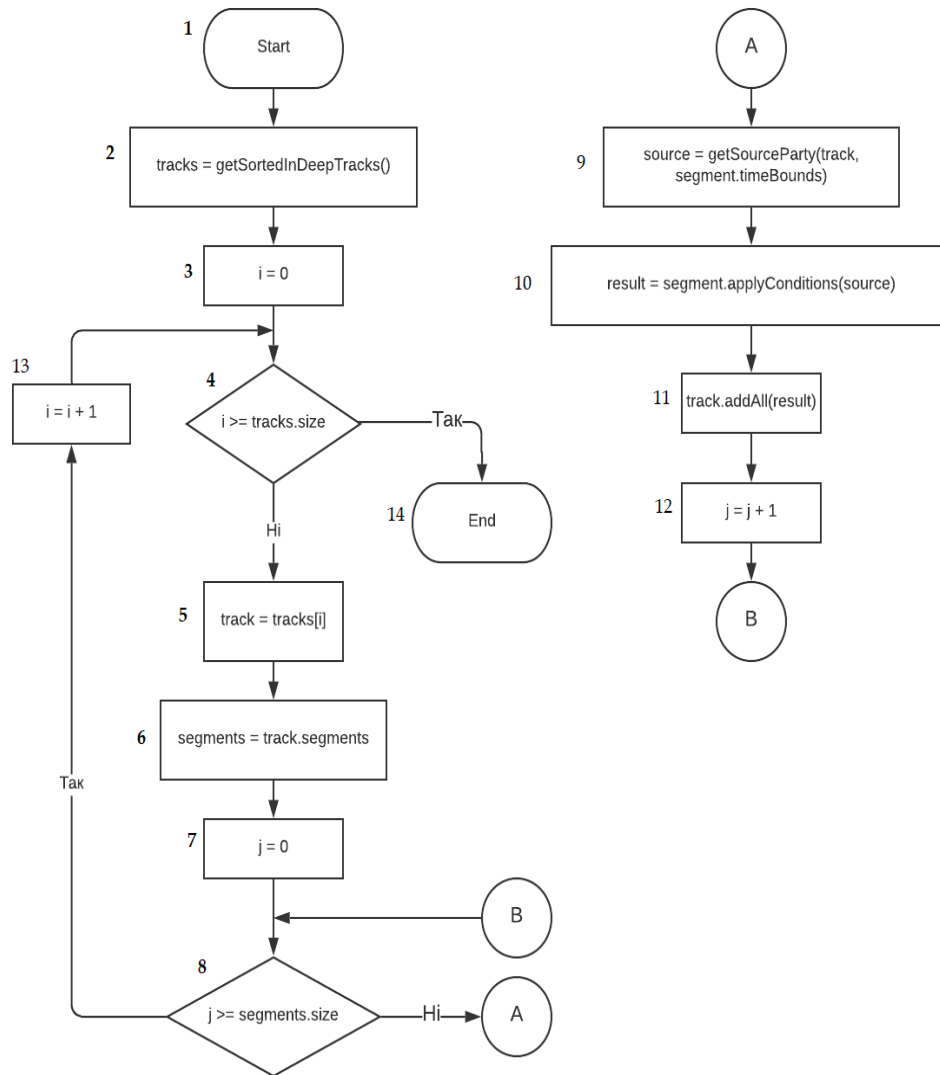 1
Start
2
tracks = getSortedInDeepTracks()
3
i = 0
13
i = i + 1
4
i >= tracks.size
Так
14
End
Ні
5
track = tracks[i]
6
segments = track.segments
Так
7
j = 0
B
8
j >= segments.size
Ні
A
A
9
source = getSourceParty(track,
segment.timeBounds)
10
result = segment.applyConditions(source)
11
track.addAll(result)
12
j = j + 1
B